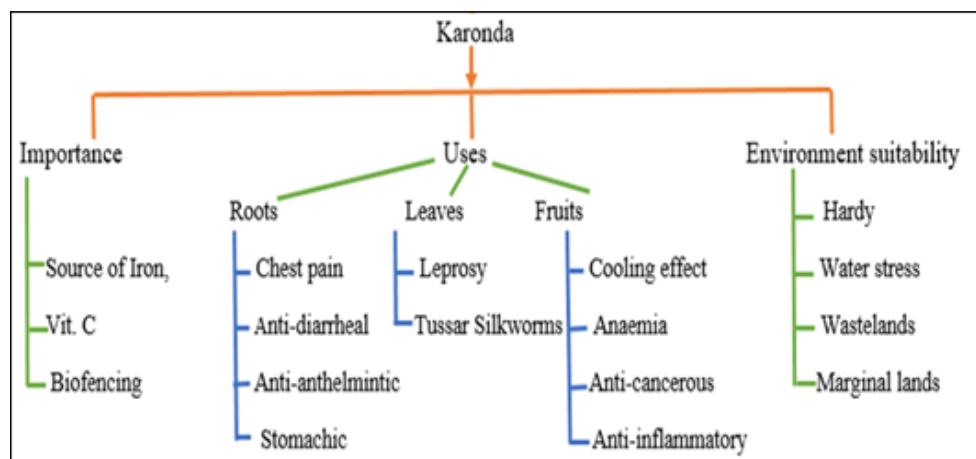 Karonda
Importance
Source of Iron,
Vit. C
Biofencing
Uses
Roots
Chest pain
Anti-diarrheal
Anti-anthelmintic
Stomachic
Leaves
Leprosy
Tussar Silkworms
Fruits
Cooling effect
Anaemia
Anti-cancerous
Anti-inflammatory
Environment suitability
Hardy
Water stress
Wastelands
Marginal lands